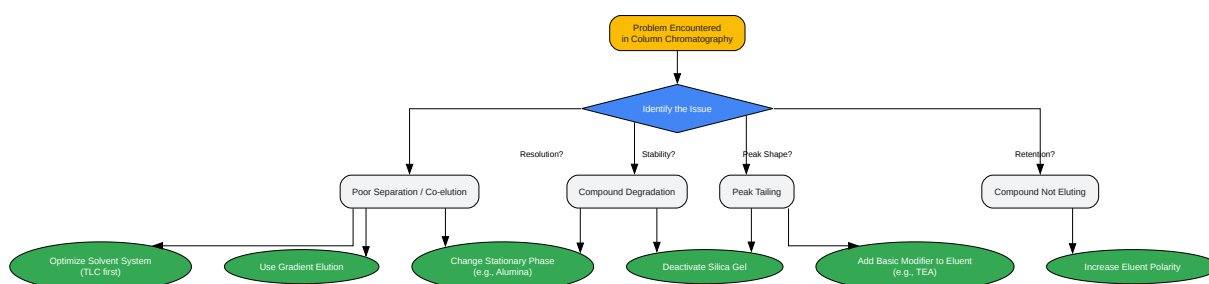 Problem Encountered
in Column Chromatography
Identify the Issue
Resolution?
Stability?
Peak Shape?
Retention?
Poor Separation / Co-elution
Compound Degradation
Peak Tailing
Compound Not Eluting
Optimize Solvent System
(TLC first)
Use Gradient Elution
Change Stationary Phase
(e.g., Alumina)
Deactivate Silica Gel
Add Basic Modifier to Eluent
(e.g., TEA)
Increase Eluent Polarity